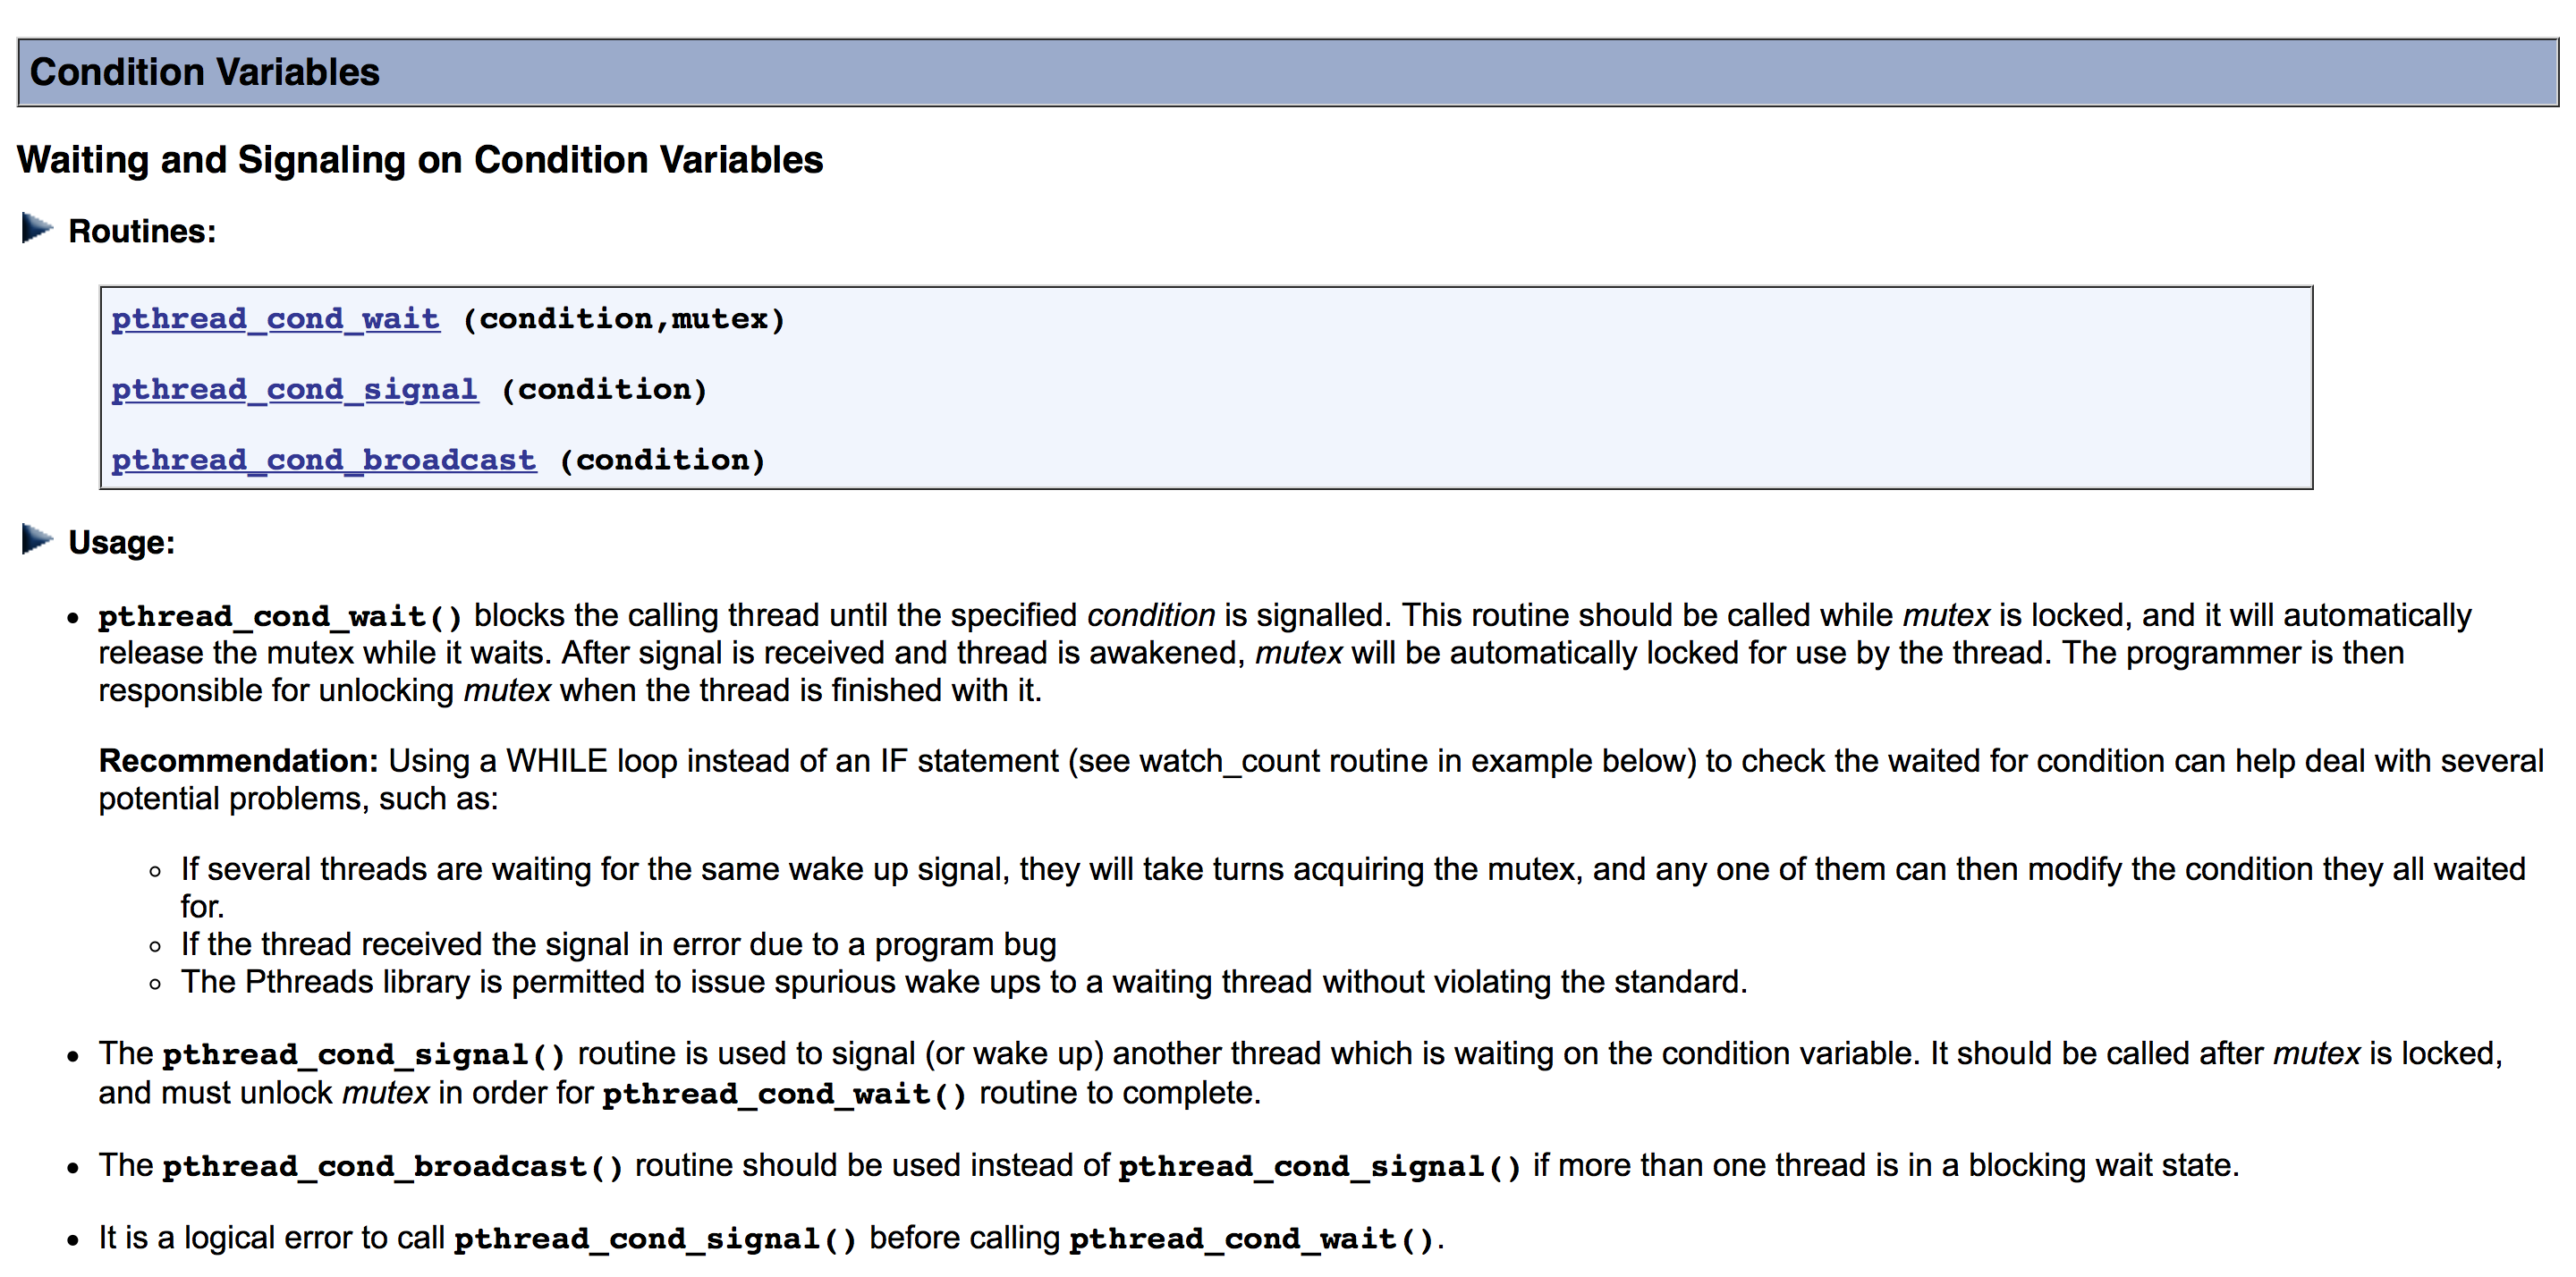 Condition Variables
Waiting and Signaling on Condition Variables
Routines:
pthread_cond_wait (condition,mutex)
pthread_cond_signal (condition)
pthread_cond_broadcast (condition)
Usage:
• pthread_cond_wait() blocks the calling thread until the specified condition is signalled. This routine should be called while mutex is locked, and it will automatically
release the mutex while it waits. After signal is received and thread is awakened, mutex will be automatically locked for use by the thread. The programmer is then
responsible for unlocking mutex when the thread is finished with it.
Recommendation: Using a WHILE loop instead of an IF statement (see watch_count routine in example below) to check the waited for condition can help deal with several
potential problems, such as:
◦ If several threads are waiting for the same wake up signal, they will take turns acquiring the mutex, and any one of them can then modify the condition they all waited
for.
◦ If the thread received the signal in error due to a program bug
◦ The Pthreads library is permitted to issue spurious wake ups to a waiting thread without violating the standard.
• The pthread_cond_signal() routine is used to signal (or wake up) another thread which is waiting on the condition variable. It should be called after mutex is locked,
and must unlock mutex in order for pthread_cond_wait() routine to complete.
• The pthread_cond_broadcast() routine should be used instead of pthread_cond_signal() if more than one thread is in a blocking wait state.
• It is a logical error to call pthread_cond_signal() before calling pthread_cond_wait().